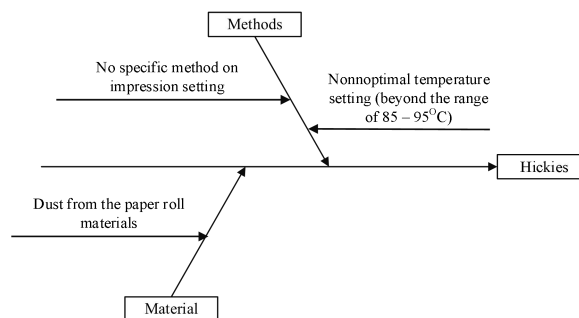 Methods
No specific method on
impression setting
Nonnoptimal temperature
setting (beyond the range
of 85 – 95°C)
Hickies
Dust from the paper roll
materials
Material